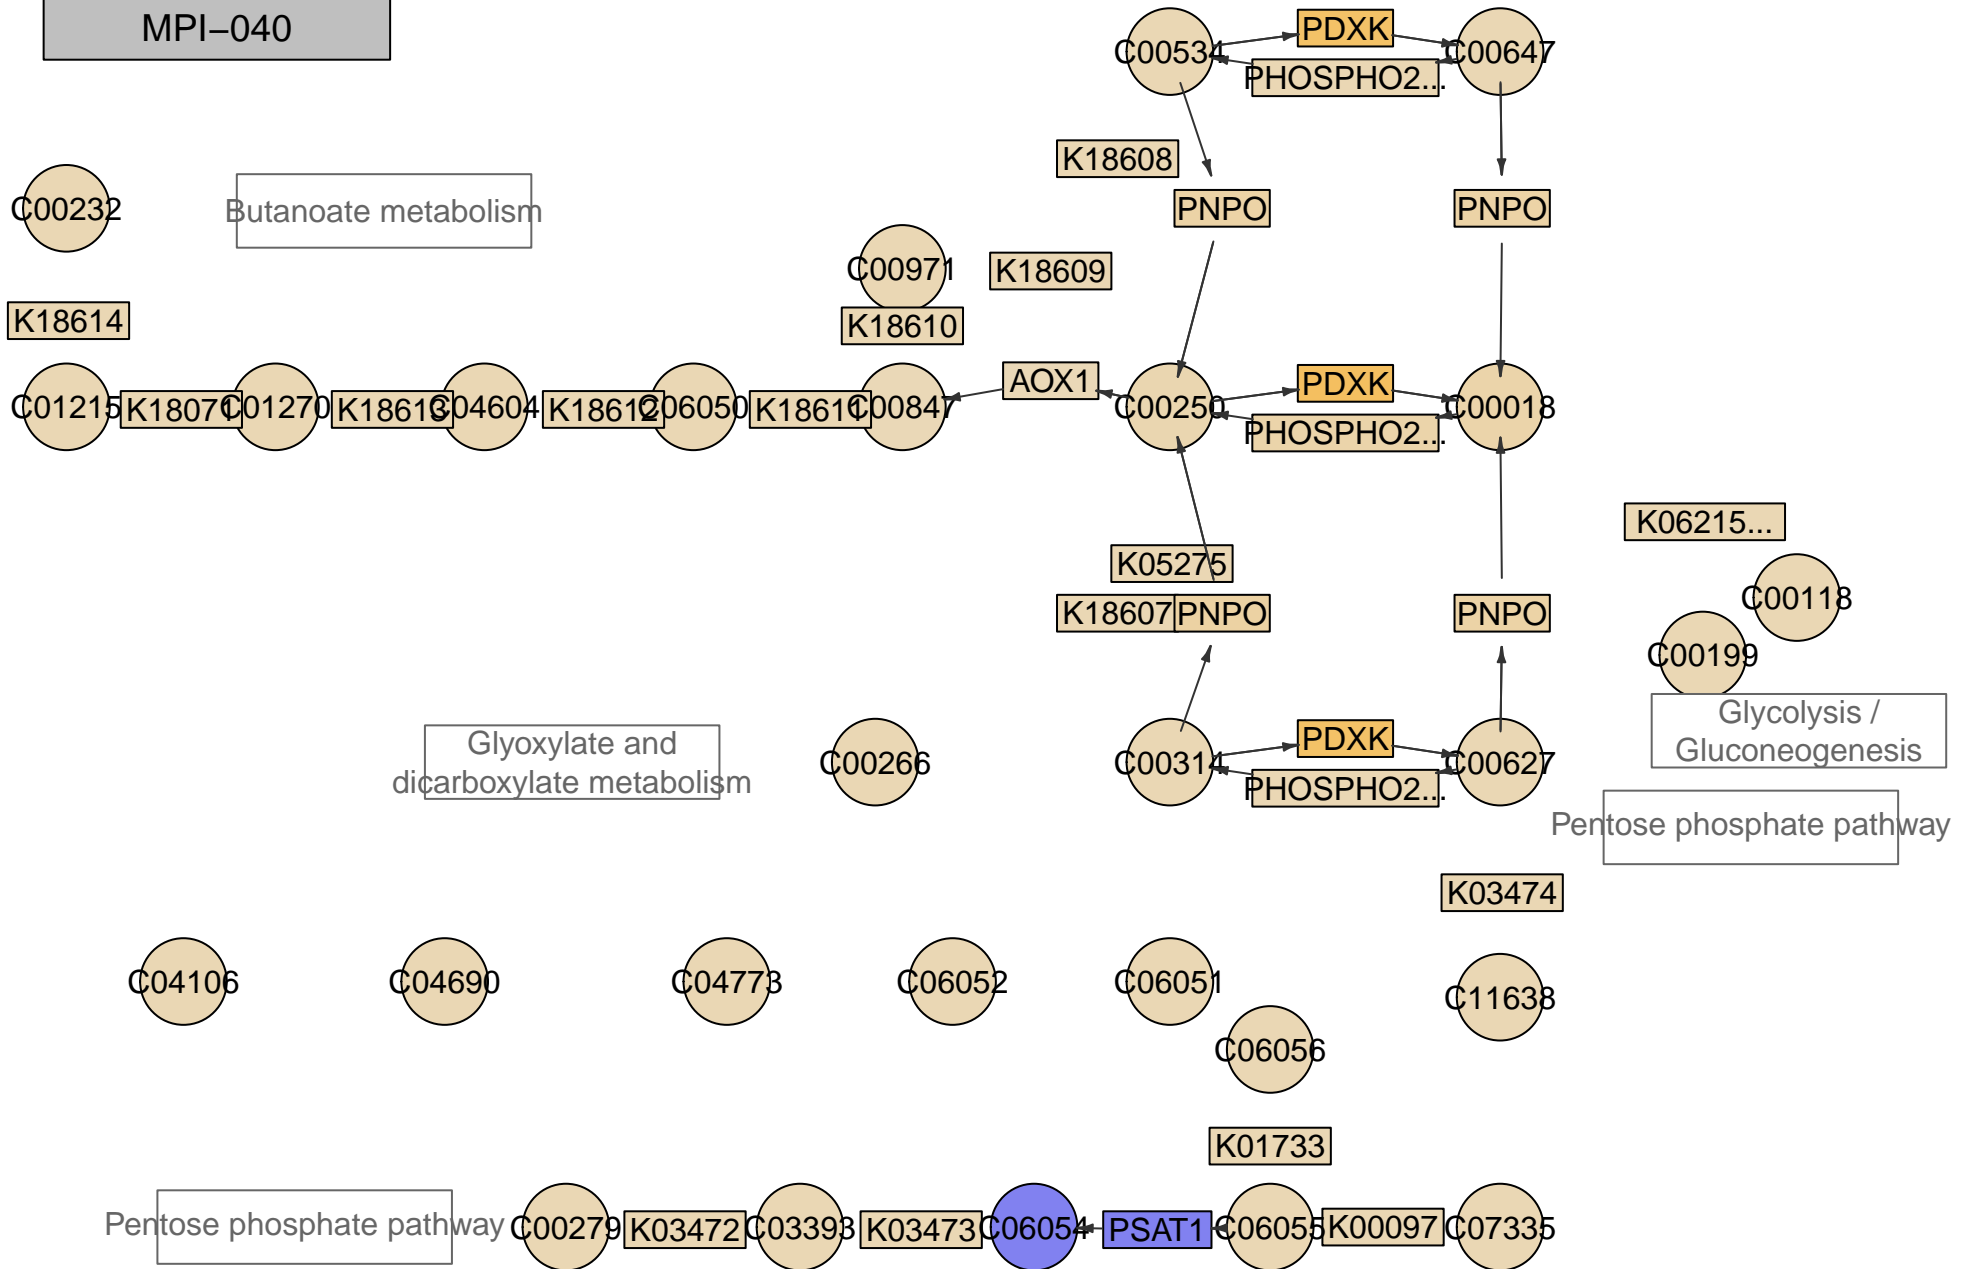 MPI−040
C00534
PDXK
C00647
PHOSPHO2...
K18608
C00232
Butanoate metabolism
PNPO
PNPO
C00971
K18609
K18614
K18610
C01215
K18071
C01270
K18613
C04604
K18612
C06050
K18611
C00847
AOX1
C00250
PDXK
C00018
PHOSPHO2...
K06215...
K05275
C00118
K18607
PNPO
PNPO
C00199
Glycolysis /
Gluconeogenesis
Glyoxylate and
dicarboxylate metabolism
C00266
C00314
PDXK
C00627
PHOSPHO2...
Pentose phosphate pathway
K03474
C04106
C04690
C04773
C06052
C06051
C11638
C06056
K01733
Pentose phosphate pathway
C00279
K03472
C03393
K03473
C06054
PSAT1
C06055
K00097
C07335